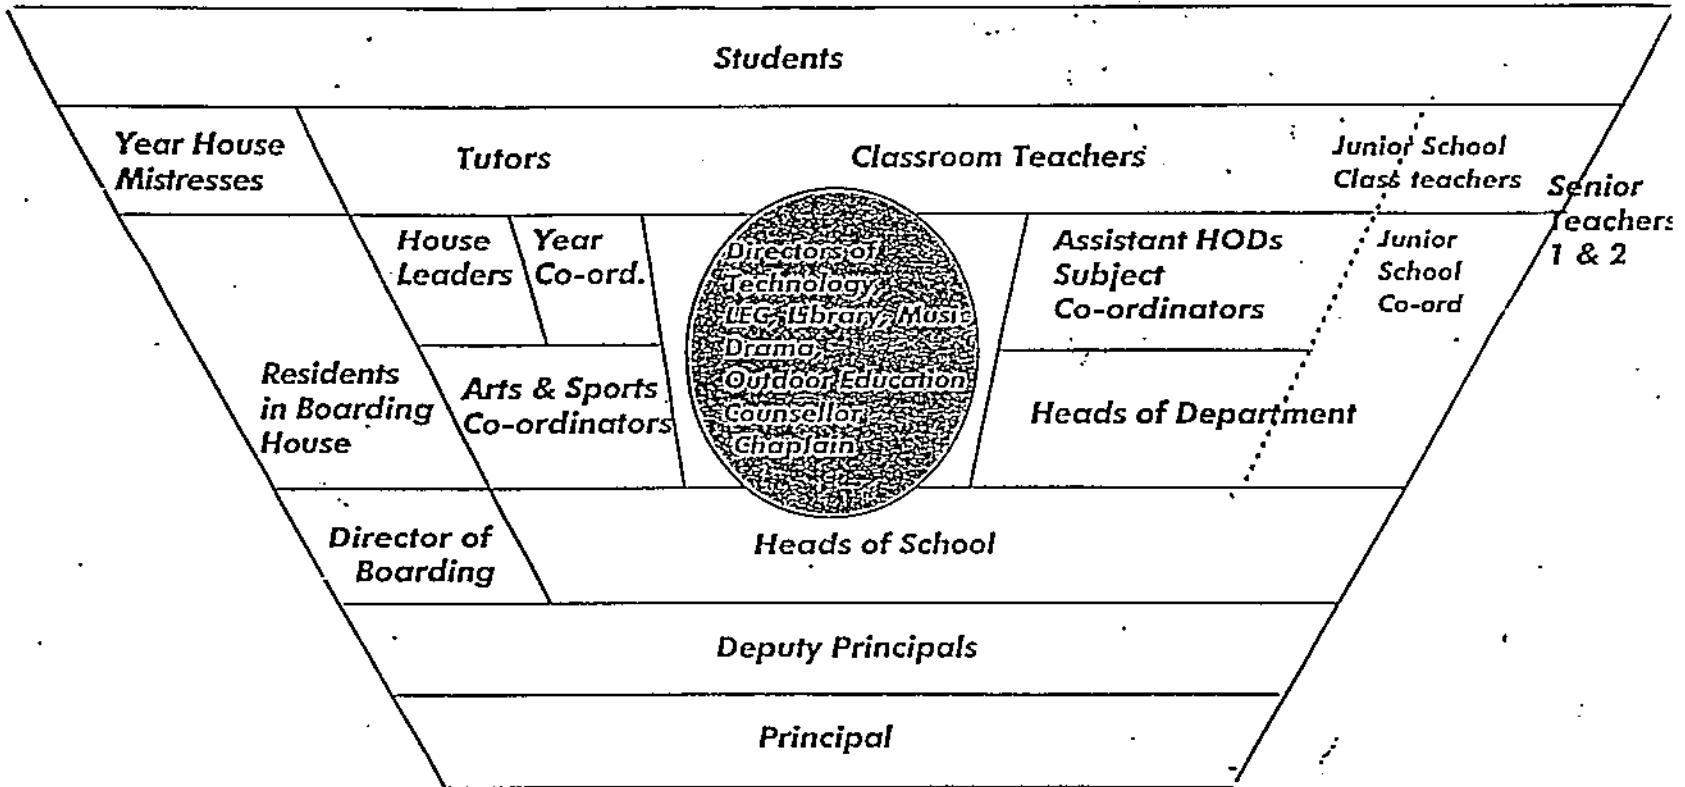 Students
Year House
Mistresses
Tutors
Classroom Teachers
Junior School
Class teachers
Senior
Teachers
1 & 2
House
Leaders
Year
Co-ord.
Directors of
Technology,
LEC, Library, Music
Drama,
Outdoor Education
Counsellor,
Chaplain
Assistant HODs
Subject
Co-ordinators
Junior
School
Co-ord
Residents
in Boarding
House
Arts & Sports
Co-ordinators
Heads of Department
Director of
Boarding
Heads of School
Deputy Principals
Principal